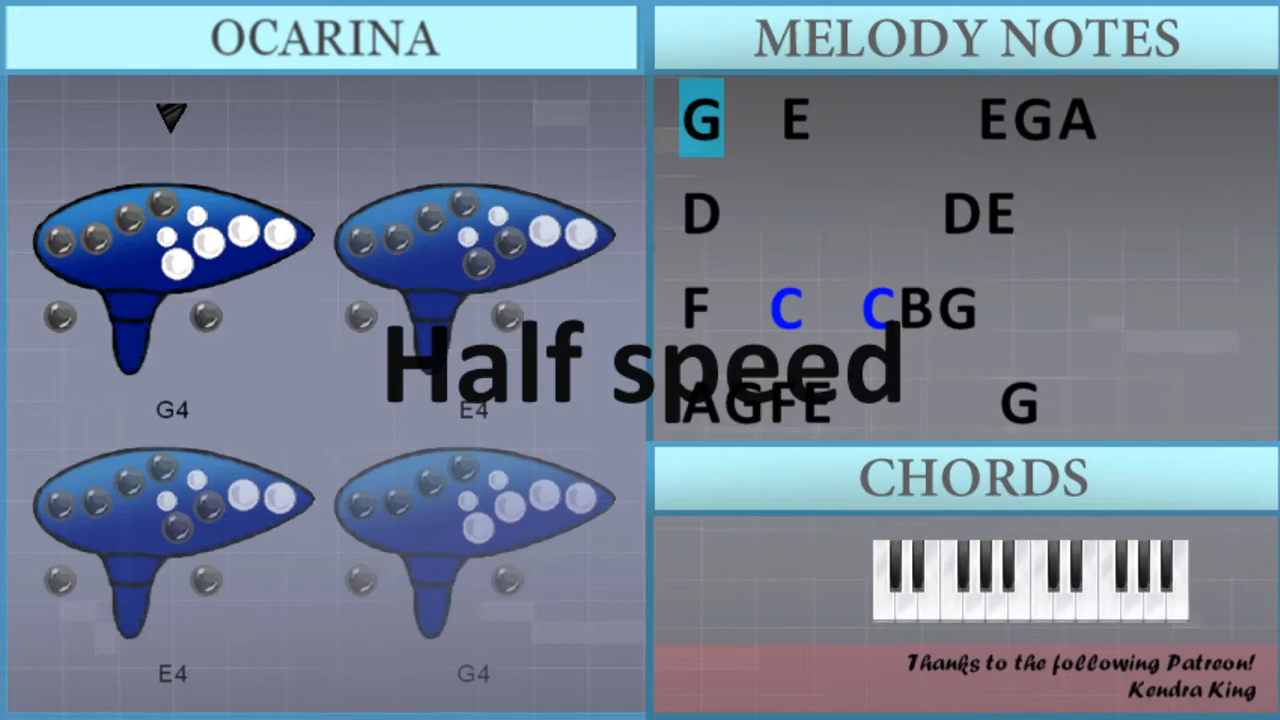 OCARINA
G4
E4
E4
G4
Half speed
MELODY NOTES
G E EGA
D DE
F C CBG
AGFE G
CHORDS
Thanks to the following Patreon!
Kendra King